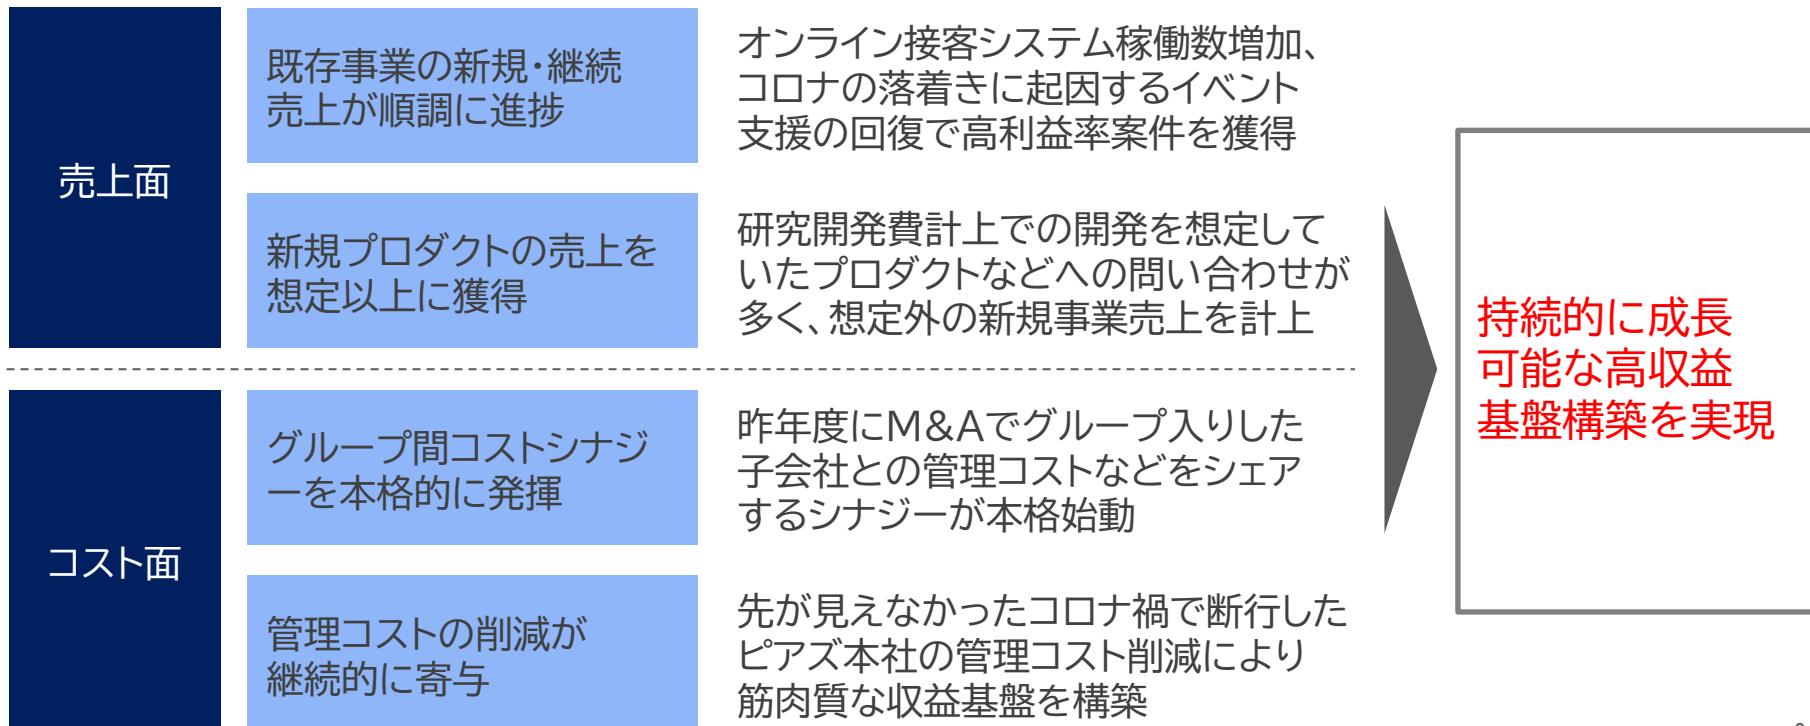 売上面
既存事業の新規・継続
売上が順調に進捗
オンライン接客システム稼働数増加、
コロナの落着きに起因するイベント
支援の回復で高利益率案件を獲得
新規プロダクトの売上を
想定以上に獲得
研究開発費計上での開発を想定して
いたプロダクトなどへの問い合わせが
多く、想定外の新規事業売上を計上
コスト面
グループ間コストシナジ
ーを本格的に発揮
昨年度にM&Aでグループ入りした
子会社との管理コストなどをシェア
するシナジーが本格始動
管理コストの削減が
継続的に寄与
先が見えなかったコロナ禍で断行した
ピアズ本社の管理コスト削減により
筋肉質な収益基盤を構築
持続的に成長
可能な高収益
基盤構築を実現